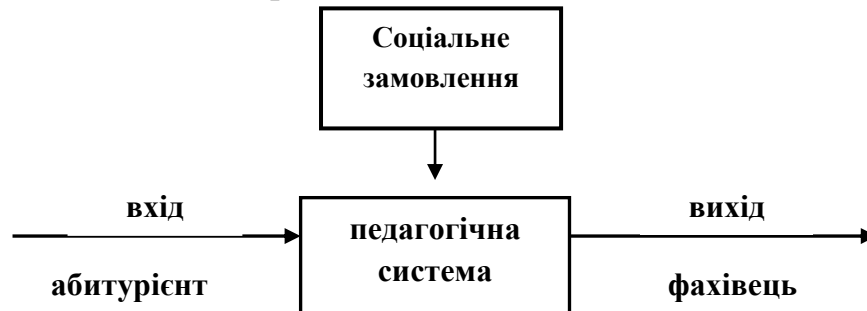 Соціальне
замовлення
вхід
педагогічна
система
вихід
абитурієнт
фахівець